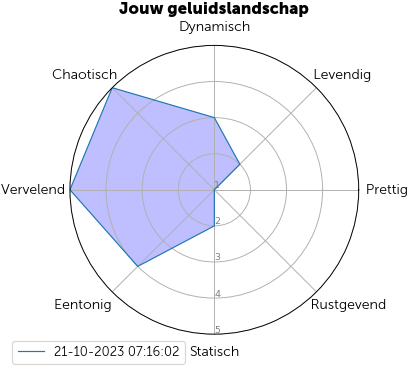 Jouw geluidslandschap
Dynamisch
Chaotisch
Levendig
Vervelend
1
Prettig
2
3
4
Eentonig
Rustgevend
5
21-10-2023 07:16:02
Statisch